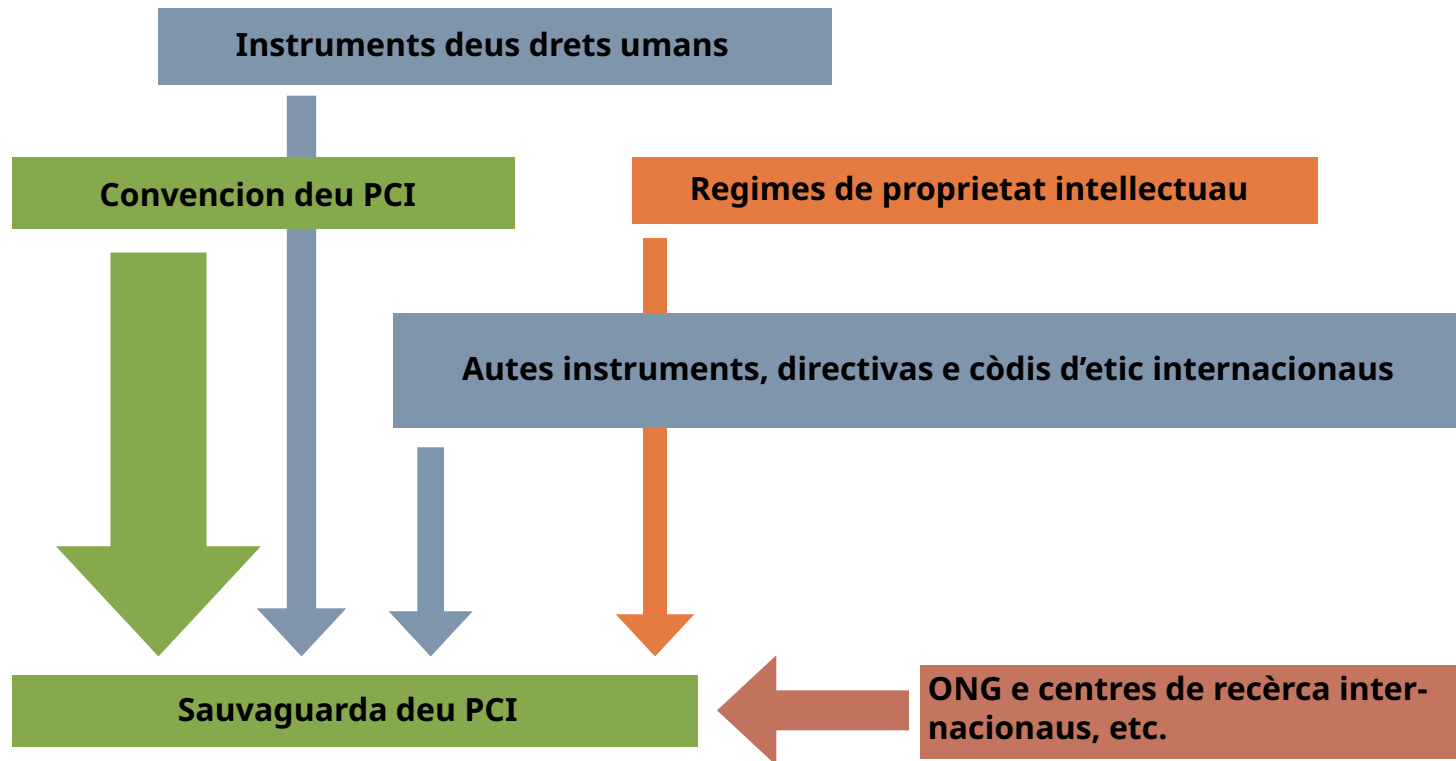 Instruments deus drets umans
Convencion deu PCI
Regimes de proprietat intellectuau
Autes instruments, directivas e còdis d’etic internacionaus
Sauvaguarda deu PCI
ONG e centres de recèrca inter-
nacionaus, etc.